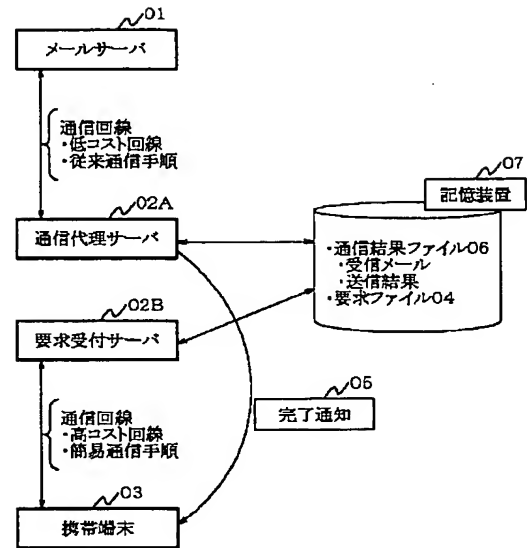 01
メールサーバ
通信回線
・低コスト回線
・従来通信手順
02A
通信代理サーバ
07
記憶装置
・通信結果ファイル06
・受信メール
・送信結果
・要求ファイル04
02B
要求受付サーバ
05
完了通知
通信回線
・高コスト回線
・簡易通信手順
03
携帯端末